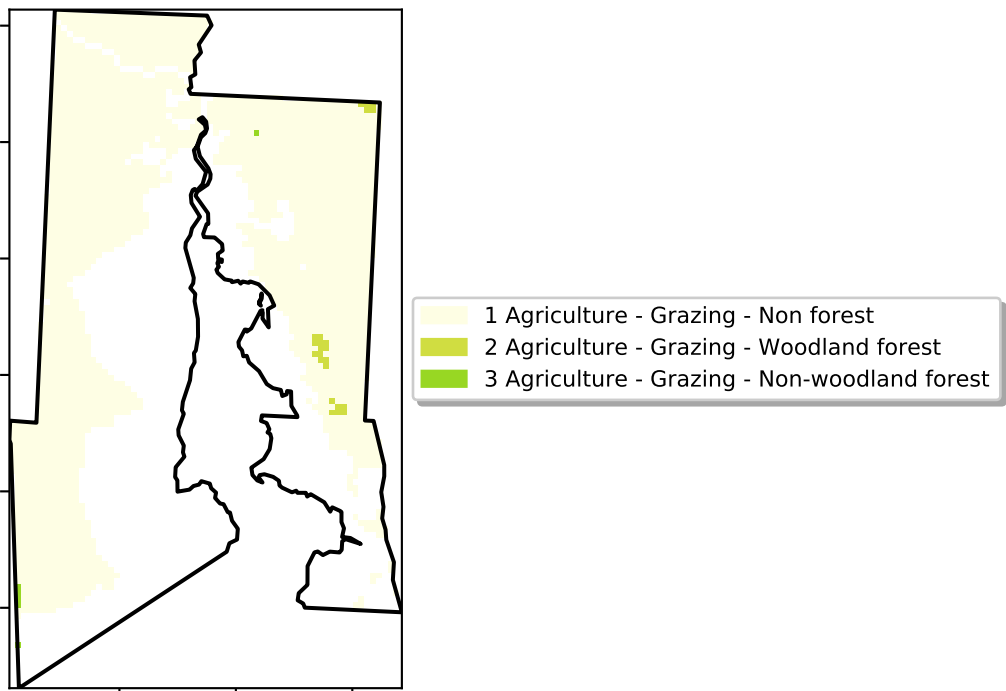 1 Agriculture - Grazing - Non forest
2 Agriculture - Grazing - Woodland forest
3 Agriculture - Grazing - Non-woodland forest